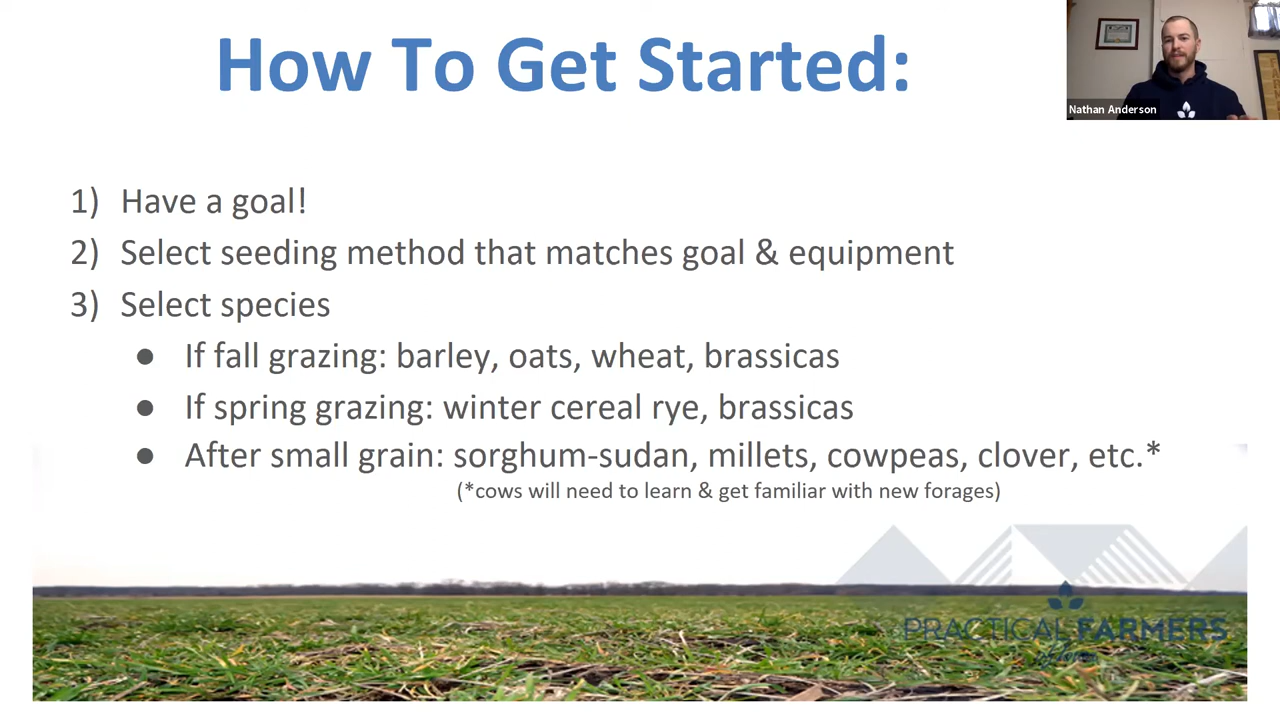 How To Get Started:
Nathan Anderson
1) Have a goal!
2) Select seeding method that matches goal & equipment
3) Select species
● If fall grazing: barley, oats, wheat, brassicas
● If spring grazing: winter cereal rye, brassicas
● After small grain: sorghum-sudan, millets, cowpeas, clover, etc.*
(*cows will need to learn & get familiar with new forages)
PRACTICAL FARMERS
of Iowa